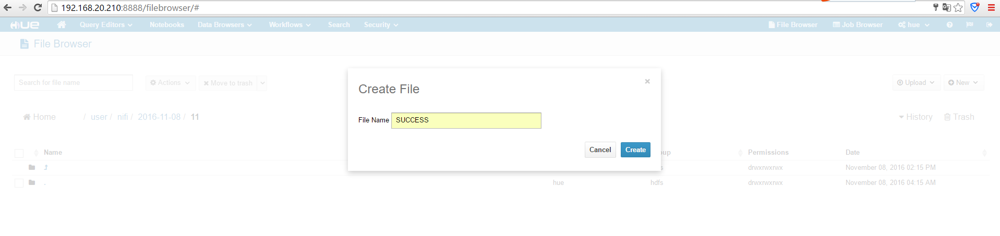 192.168.20.210:8888/filebrowser/#
HUE Query Editors Notebooks Data Browsers Workflows Search Security File Browser Job Browser hue
File Browser
Search for file name Actions Move to trash Upload New
Create File
Home / user / nifi / 2016-11-08 / 11 History Trash
File Name SUCCESS
Cancel Create
Name Permissions Date
drwxrwxrwx November 08, 2016 02:15 PM
. hue hdfs drwxrwxrwx November 08, 2016 04:15 AM